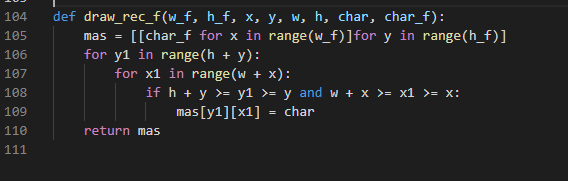 104 def draw_rec_f(w_f, h_f, x, y, w, h, char, char_f):
105     mas = [[char_f for x in range(w_f)]for y in range(h_f)]
106     for y1 in range(h + y):
107         for x1 in range(w + x):
108             if h + y >= y1 >= y and w + x >= x1 >= x:
109                 mas[y1][x1] = char
110     return mas
111